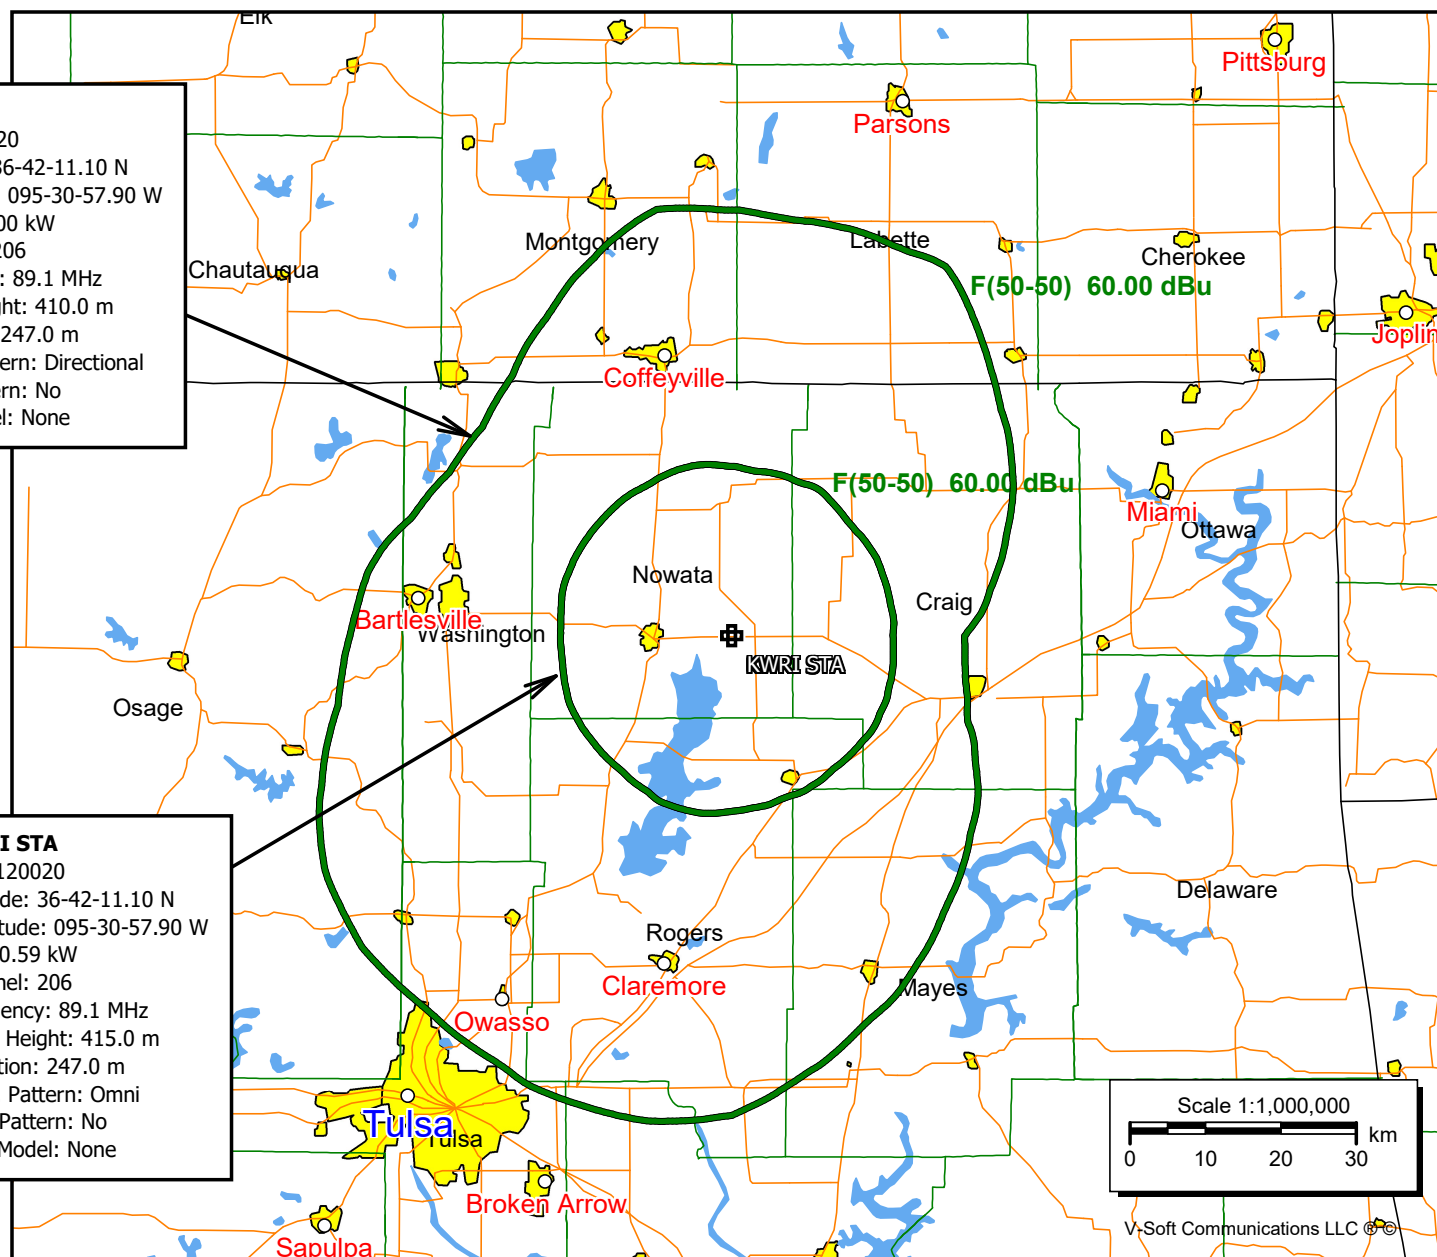 Elk
Pittsburg
Parsons
20
36-42-11.10 N
095-30-57.90 W
00 kW
206
: 89.1 MHz
ght: 410.0 m
247.0 m
ern: Directional
ern: No
el: None
Montgomery
Labette
Cherokee
Chautauqua
F(50-50) 60.00 dBu
Joplin
Coffeyville
F(50-50) 60.00 dBu
Miami
Ottawa
Nowata
Craig
Bartlesville
Washington
KWRI STA
Osage
I STA
120020
de: 36-42-11.10 N
tude: 095-30-57.90 W
0.59 kW
nel: 206
ency: 89.1 MHz
Height: 415.0 m
tion: 247.0 m
Pattern: Omni
Pattern: No
Model: None
Delaware
Rogers
Claremore
Mayes
Owasso
Tulsa
Tulsa
Broken Arrow
Sapulpa
Scale 1:1,000,000
km
0 10 20 30
V-Soft Communications LLC ® ©